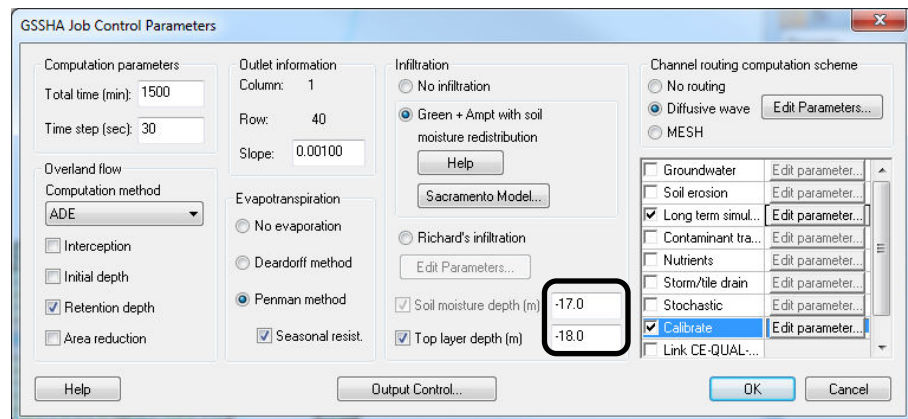 GSSHA Job Control Parameters
Computation parameters
Total time (min): 1500
Time step (sec): 30
Overland flow
Computation method
ADE
Interception
Initial depth
Retention depth
Area reduction
Outlet information
Column: 1
Row: 40
Slope: 0.00100
Evapotranspiration
No evaporation
Deardorff method
Penman method
Seasonal resist.
Infiltration
No infiltration
Green + Ampt with soil
moisture redistribution
Help
Sacramento Model...
Richard's infiltration
Edit Parameters...
Soil moisture depth (m) -17.0
Top layer depth (m) -18.0
Channel routing computation scheme
No routing
Diffusive wave Edit Parameters...
MESH
Groundwater Edit parameter...
Soil erosion Edit parameter...
Long term simul... Edit parameter...
Contaminant tra... Edit parameter...
Nutrients Edit parameter...
Storm/tile drain Edit parameter...
Stochastic Edit parameter...
Calibrate Edit parameter...
Link CE-QUAL-...
Help
Output Control...
OK
Cancel